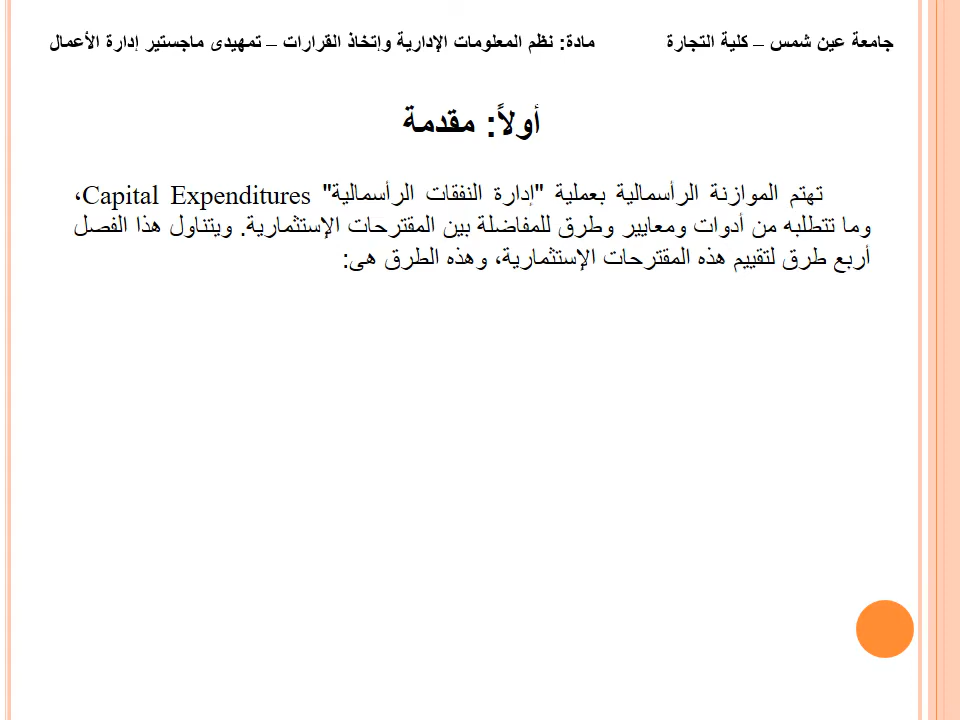 جامعة عين شمس – كلية التجارة مادة: نظم المعلومات الإدارية وإتخاذ القرارات – تمهيدى ماجستير إدارة الأعمال
أولاً: مقدمة
تهتم الموازنة الرأسمالية بعملية "إدارة النفقات الرأسمالية" Capital Expenditures،
وما تتطلبه من أدوات ومعايير وطرق للمفاضلة بين المقترحات الإستثمارية. ويتناول هذا الفصل
أربع طرق لتقييم هذه المقترحات الإستثمارية، وهذه الطرق هى: